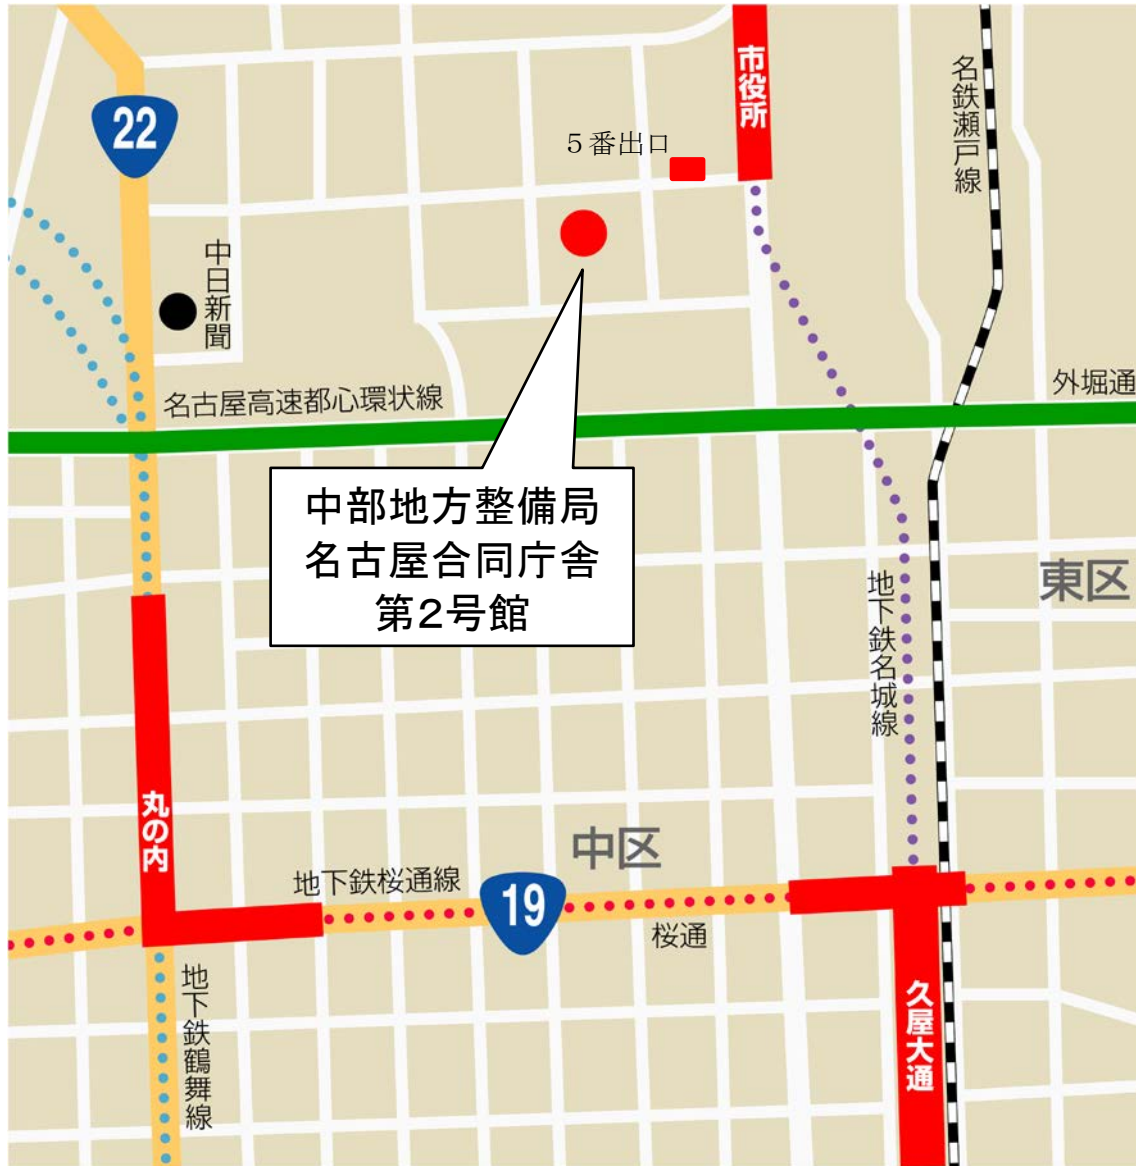 市役所
名鉄瀬戸線
22
5番出口
中日新聞
名古屋高速都心環状線
外堀通
中部地方整備局
名古屋合同庁舎
第2号館
東区
地下鉄名城線
丸の内
中区
地下鉄桜通線
19
桜通
地下鉄鶴舞線
久屋大通